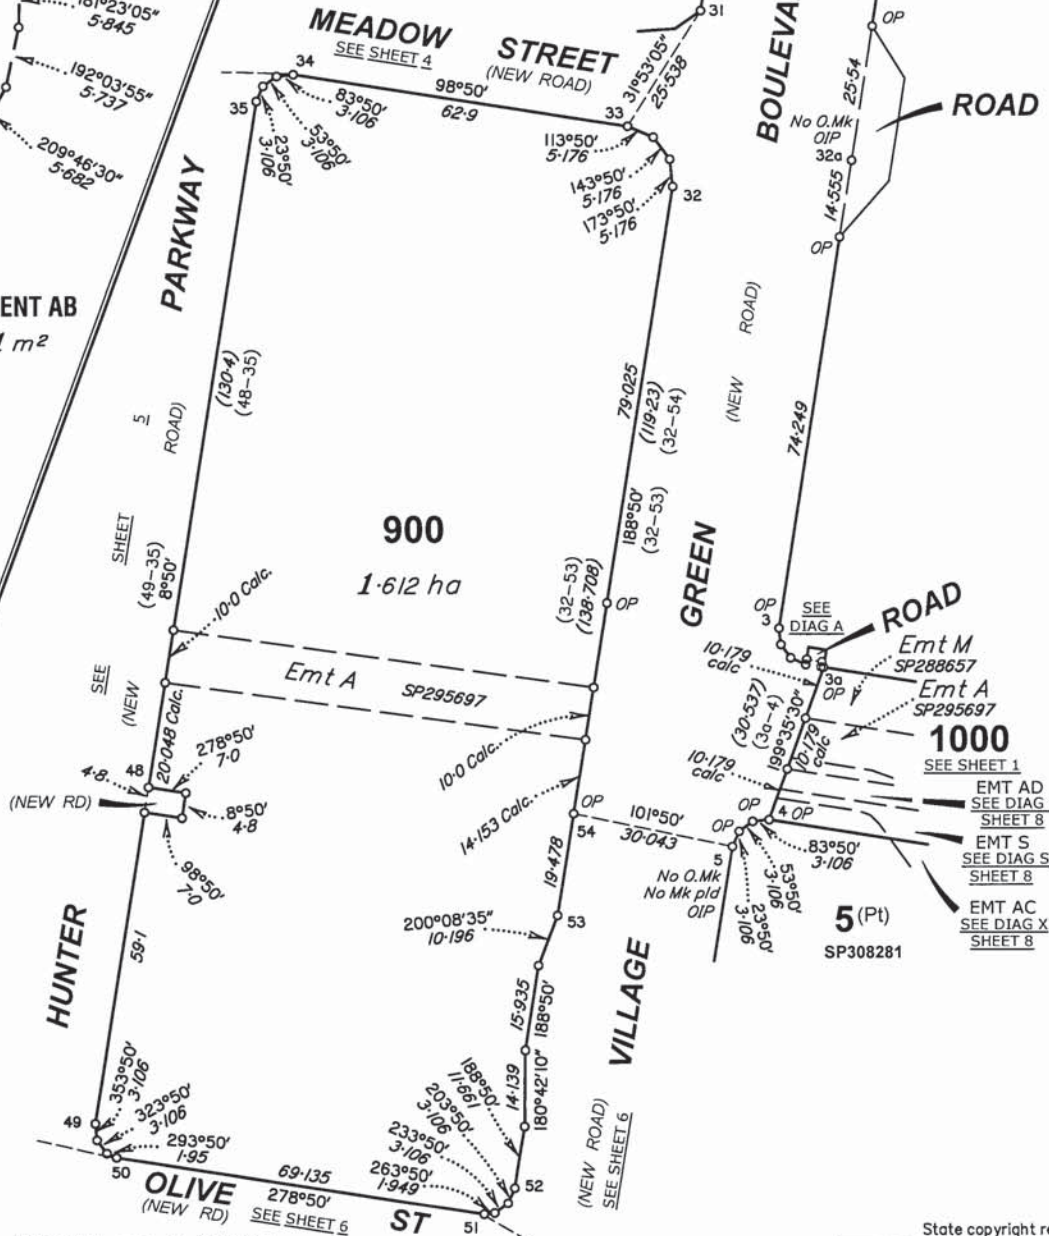 181°23'05"
5·845
192°03'55"
5·737
209°46'30"
5·682
MEADOW STREET
SEE SHEET 4
(NEW ROAD)
34
35
98°50'
62·9
83°50'
3·106
53°50'
3·106
23°50'
3·106
31
31°53'05"
25·538
33
113°50'
5·176
143°50'
5·176
173°50'
5·176
32
BOULEVA
OP
25·54
No O.Mk
OIP
32a
14·555
OP
ROAD
PARKWAY
ENT AB
m²
(130·4)
(48-35)
5
ROAD)
SHEET
(49-35)
8°50'
SEE
(NEW
79·025
(119·23)
(32-54)
188°50'
(32-53)
(32-53)
(138·708)
OP
(NEW ROAD)
74·249
GREEN
900
1·612 ha
10·0 Calc.
Emt A
SP295697
10·0 Calc.
14·153 Calc.
20·048 Calc.
48
4·8
278°50'
7·0
(NEW RD)
8°50'
4·8
98°50'
7·0
OP
3
SEE
DIAG A
ROAD
10·179
calc
3a
OP
Emt M
SP288657
Emt A
SP295697
(30·537)
(3a-4)
199°35'30"
10·179
calc
1000
SEE SHEET 1
10·179
calc
EMT AD
SEE DIAG
SHEET 8
OP
4
OP
OP
EMT S
SEE DIAG S
SHEET 8
OP
54
101°50'
30·043
5
83°50'
3·106
53°50'
3·106
23°50'
3·106
No O.Mk
No Mk pld
OIP
5 (Pt)
SP308281
EMT AC
SEE DIAG X
SHEET 8
19·478
53
200°08'35"
10·196
HUNTER
59·1
15·935
188°50'
VILLAGE
14·139
180°42'10"
188°50'
11·661
203°50'
3·106
233°50'
3·106
263°50'
1·949
(NEW ROAD)
SEE SHEET 6
353°50'
3·106
323°50'
3·106
293°50'
1·95
49
50
69·135
278°50'
52
51
OLIVE ST
(NEW RD)
SEE SHEET 6
State copyright re